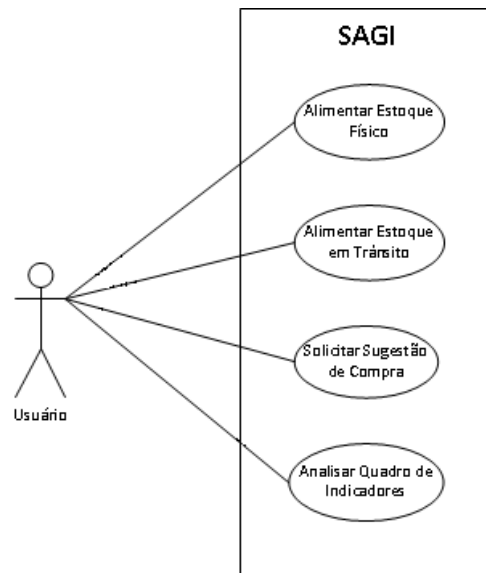 SAGI
Alimentar Estoque
Físico
Alimentar Estoque
em Trânsito
Solicitar Sugestão
de Compra
Usuário
Analisar Quadro de
Indicadores